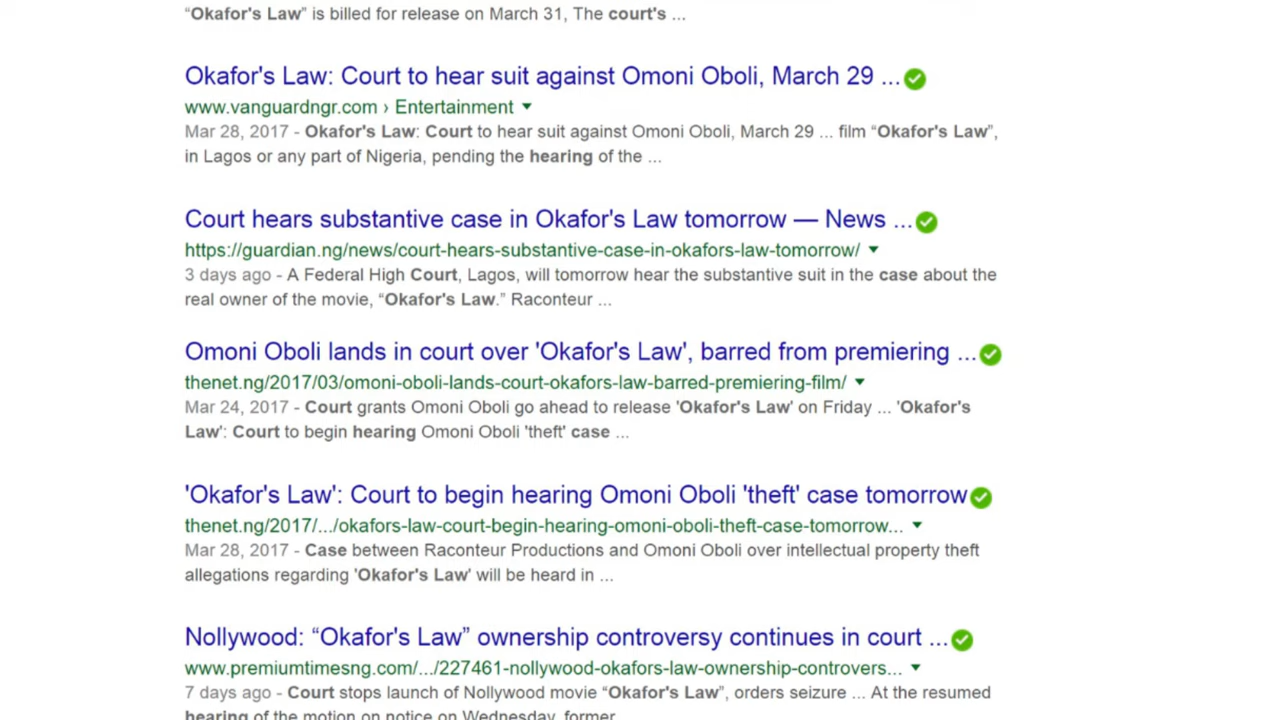 “Okafor's Law” is billed for release on March 31, The court's ...
Okafor's Law: Court to hear suit against Omoni Oboli, March 29 ...
www.vanguardngr.com › Entertainment
Mar 28, 2017 - Okafor's Law: Court to hear suit against Omoni Oboli, March 29 ... film “Okafor's Law”,
in Lagos or any part of Nigeria, pending the hearing of the ...
Court hears substantive case in Okafor's Law tomorrow — News ...
https://guardian.ng/news/court-hears-substantive-case-in-okafors-law-tomorrow/
3 days ago - A Federal High Court, Lagos, will tomorrow hear the substantive suit in the case about the
real owner of the movie, “Okafor's Law.” Raconteur ...
Omoni Oboli lands in court over 'Okafor's Law', barred from premiering ...
thenet.ng/2017/03/omoni-oboli-lands-court-okafors-law-barred-premiering-film/
Mar 24, 2017 - Court grants Omoni Oboli go ahead to release 'Okafor's Law' on Friday ... 'Okafor's
Law': Court to begin hearing Omoni Oboli 'theft' case ...
'Okafor's Law': Court to begin hearing Omoni Oboli 'theft' case tomorrow
thenet.ng/2017/.../okafors-law-court-begin-hearing-omoni-oboli-theft-case-tomorrow...
Mar 28, 2017 - Case between Raconteur Productions and Omoni Oboli over intellectual property theft
allegations regarding 'Okafor's Law' will be heard in ...
Nollywood: “Okafor's Law” ownership controversy continues in court ...
www.premiumtimesng.com/.../227461-nollywood-okafors-law-ownership-controvers...
7 days ago - Court stops launch of Nollywood movie “Okafor's Law”, orders seizure ... At the resumed
hearing of the motion on notice on Wednesday, former